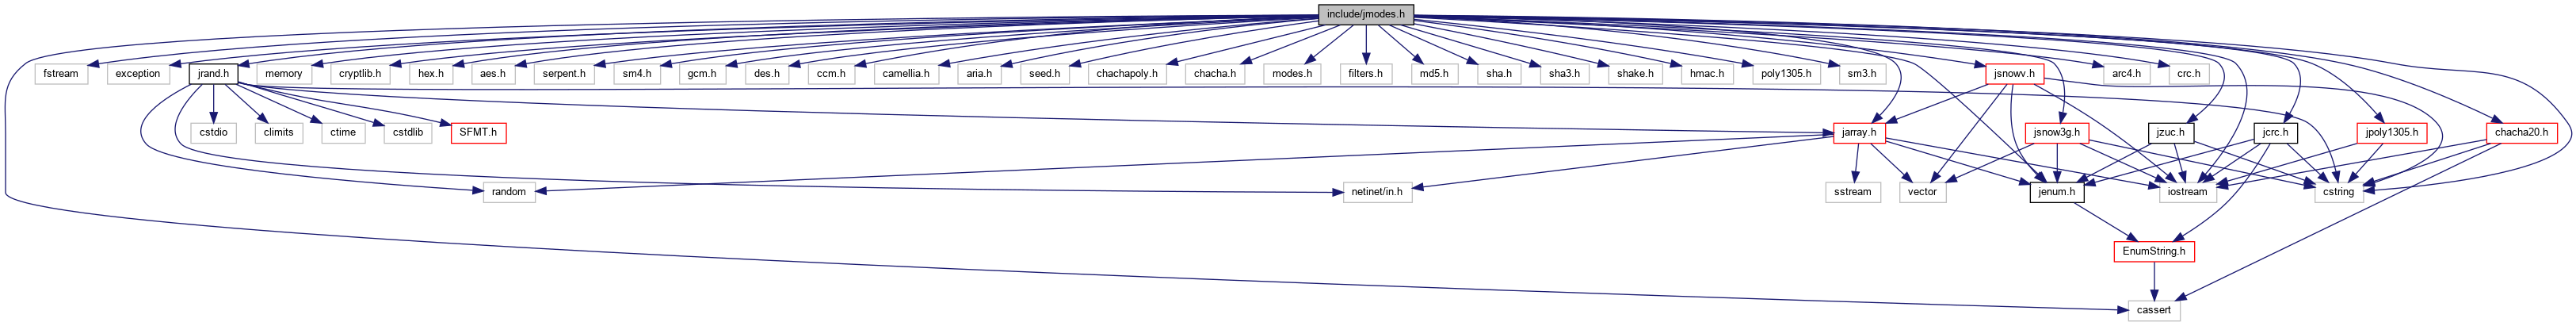 include/jmodes.h
fstream
exception
jrand.h
memory
cryptlib.h
hex.h
aes.h
serpent.h
sm4.h
gcm.h
des.h
ccm.h
camellia.h
aria.h
seed.h
chachapoly.h
chacha.h
modes.h
filters.h
md5.h
sha.h
sha3.h
shake.h
hmac.h
poly1305.h
sm3.h
jsnowv.h
arc4.h
crc.h
cstdio
climits
ctime
cstdlib
SFMT.h
jarray.h
jsnow3g.h
jzuc.h
jcrc.h
jpoly1305.h
chacha20.h
random
netinet/in.h
sstream
vector
jenum.h
iostream
cstring
EnumString.h
cassert